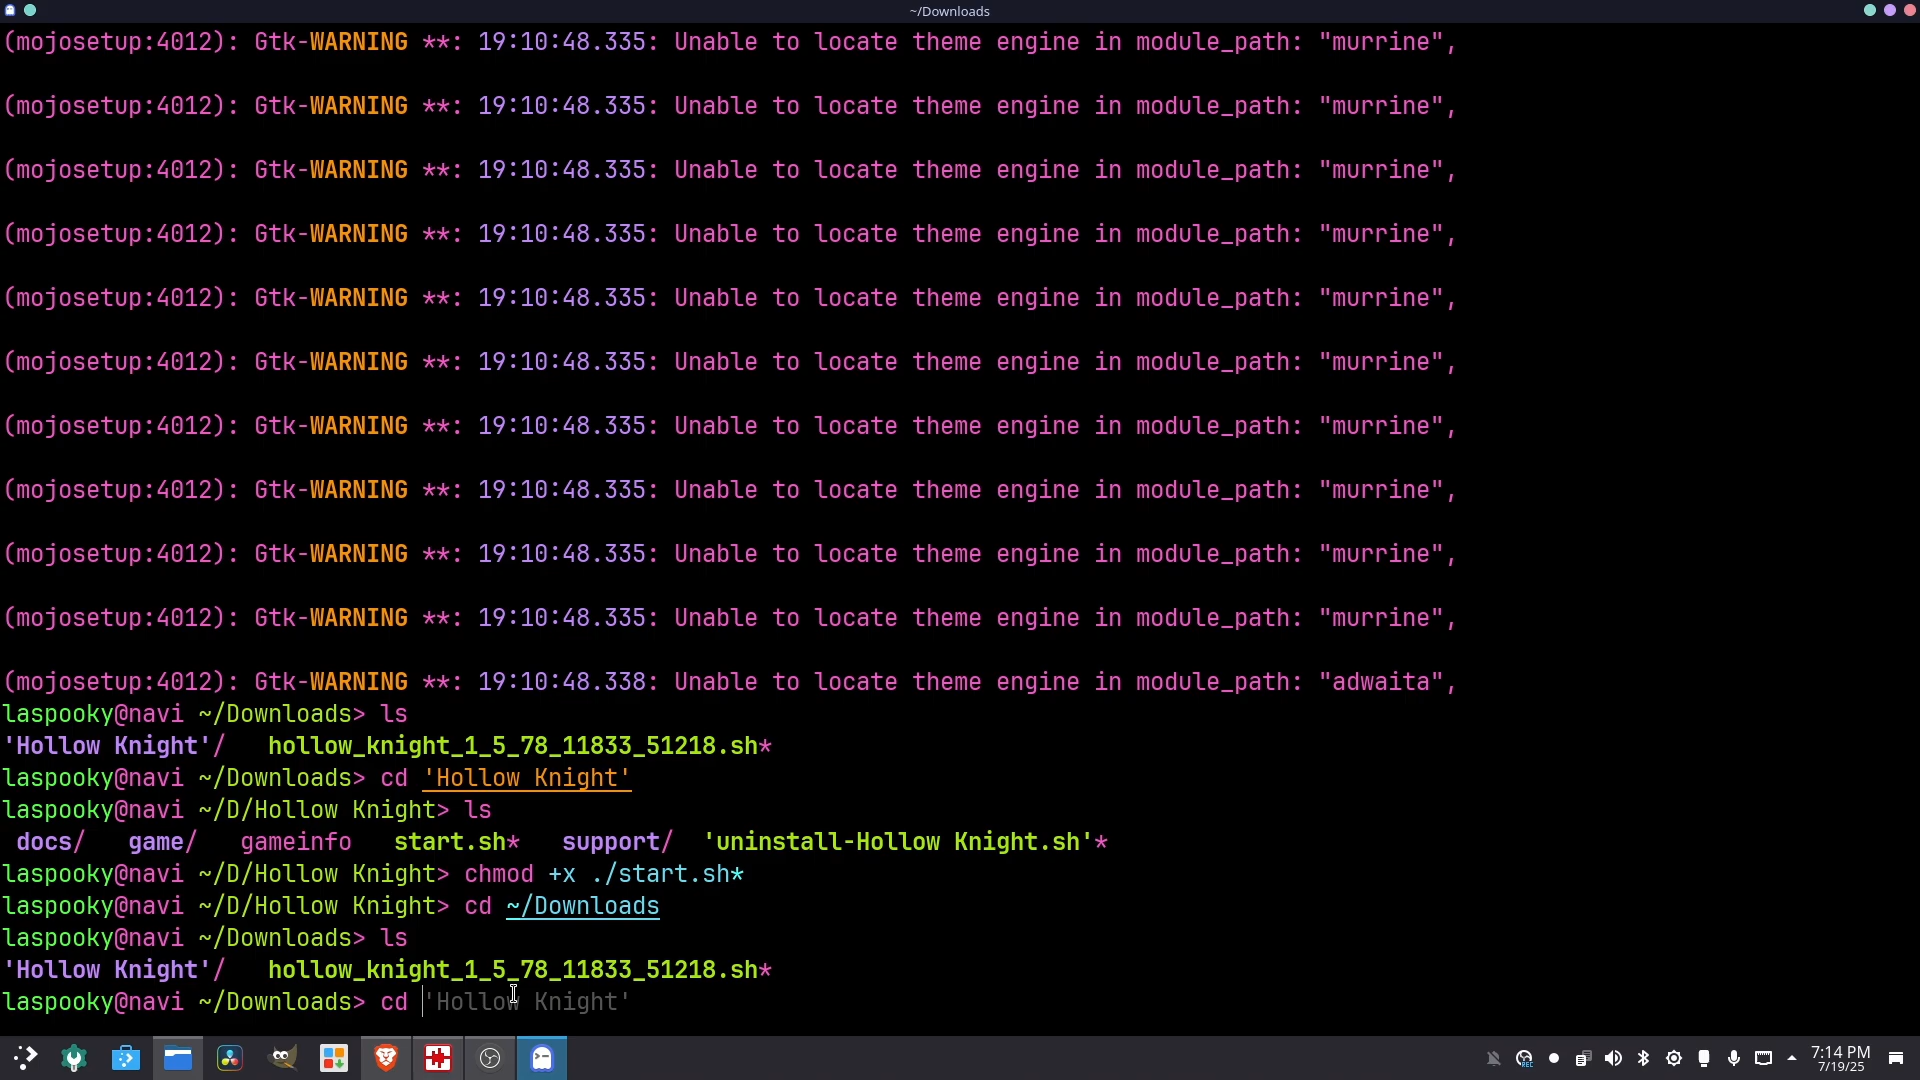 ~/Downloads
(mojosetup:4012): Gtk-WARNING **: 19:10:48.335: Unable to locate theme engine in module_path: "murrine",
(mojosetup:4012): Gtk-WARNING **: 19:10:48.335: Unable to locate theme engine in module_path: "murrine",
(mojosetup:4012): Gtk-WARNING **: 19:10:48.335: Unable to locate theme engine in module_path: "murrine",
(mojosetup:4012): Gtk-WARNING **: 19:10:48.335: Unable to locate theme engine in module_path: "murrine",
(mojosetup:4012): Gtk-WARNING **: 19:10:48.335: Unable to locate theme engine in module_path: "murrine",
(mojosetup:4012): Gtk-WARNING **: 19:10:48.335: Unable to locate theme engine in module_path: "murrine",
(mojosetup:4012): Gtk-WARNING **: 19:10:48.335: Unable to locate theme engine in module_path: "murrine",
(mojosetup:4012): Gtk-WARNING **: 19:10:48.335: Unable to locate theme engine in module_path: "murrine",
(mojosetup:4012): Gtk-WARNING **: 19:10:48.335: Unable to locate theme engine in module_path: "murrine",
(mojosetup:4012): Gtk-WARNING **: 19:10:48.335: Unable to locate theme engine in module_path: "murrine",
(mojosetup:4012): Gtk-WARNING **: 19:10:48.338: Unable to locate theme engine in module_path: "adwaita",
laspooky@navi ~/Downloads> ls
'Hollow Knight'/   hollow_knight_1_5_78_11833_51218.sh*
laspooky@navi ~/Downloads> cd 'Hollow Knight'
laspooky@navi ~/D/Hollow Knight> ls
docs/   game/   gameinfo   start.sh*   support/  'uninstall-Hollow Knight.sh'*
laspooky@navi ~/D/Hollow Knight> chmod +x ./start.sh*
laspooky@navi ~/D/Hollow Knight> cd ~/Downloads
laspooky@navi ~/Downloads> ls
'Hollow Knight'/   hollow_knight_1_5_78_11833_51218.sh*
laspooky@navi ~/Downloads> cd 'Hollow Knight'
REC
7:14 PM
7/19/25